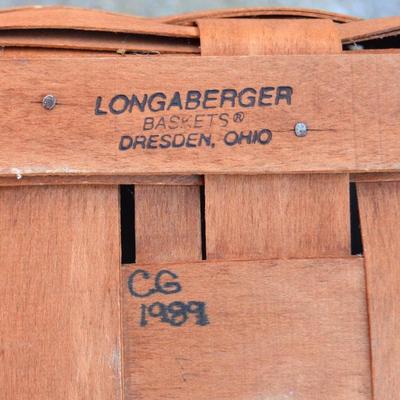 LONGABERGER
BASKETS®
DRESDEN, OHIO
CG
1989